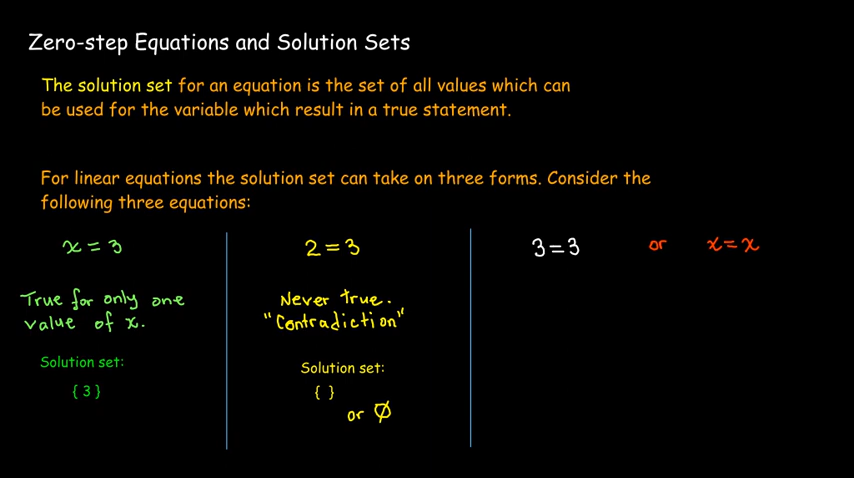 Zero-step Equations and Solution Sets
The solution set for an equation is the set of all values which can
be used for the variable which result in a true statement.
For linear equations the solution set can take on three forms. Consider the
following three equations:
x = 3
True for only one
value of x.
Solution set:
{ 3 }
2 = 3
Never true.
"Contradiction"
Solution set:
{ }
or ∅
3 = 3 or x = x